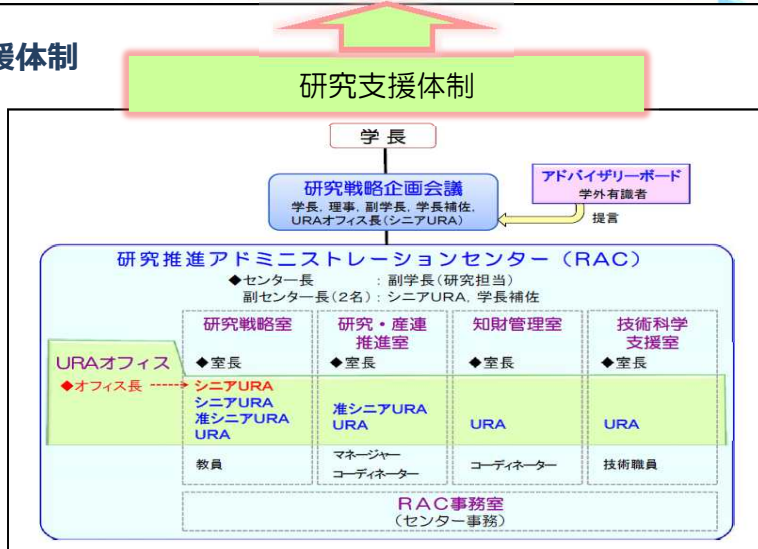 援体制
研究支援体制
学長
研究戦略企画会議
学長, 理事, 副学長, 学長補佐,
URAオフィス長(シニアURA)
アドバイザリーボード
学外有識者
提言
研究推進アドミニストレーションセンター（RAC）
◆センター長　　　：副学長(研究担当)
副センター長(2名)：シニアURA, 学長補佐
URAオフィス
◆オフィス長
研究戦略室
◆室長
シニアURA
シニアURA
准シニアURA
URA
教員
研究・産連
推進室
◆室長
准シニアURA
URA
マネージャー
コーディネーター
知財管理室
◆室長
URA
コーディネーター
技術科学
支援室
◆室長
URA
技術職員
RAC事務室
（センター事務）